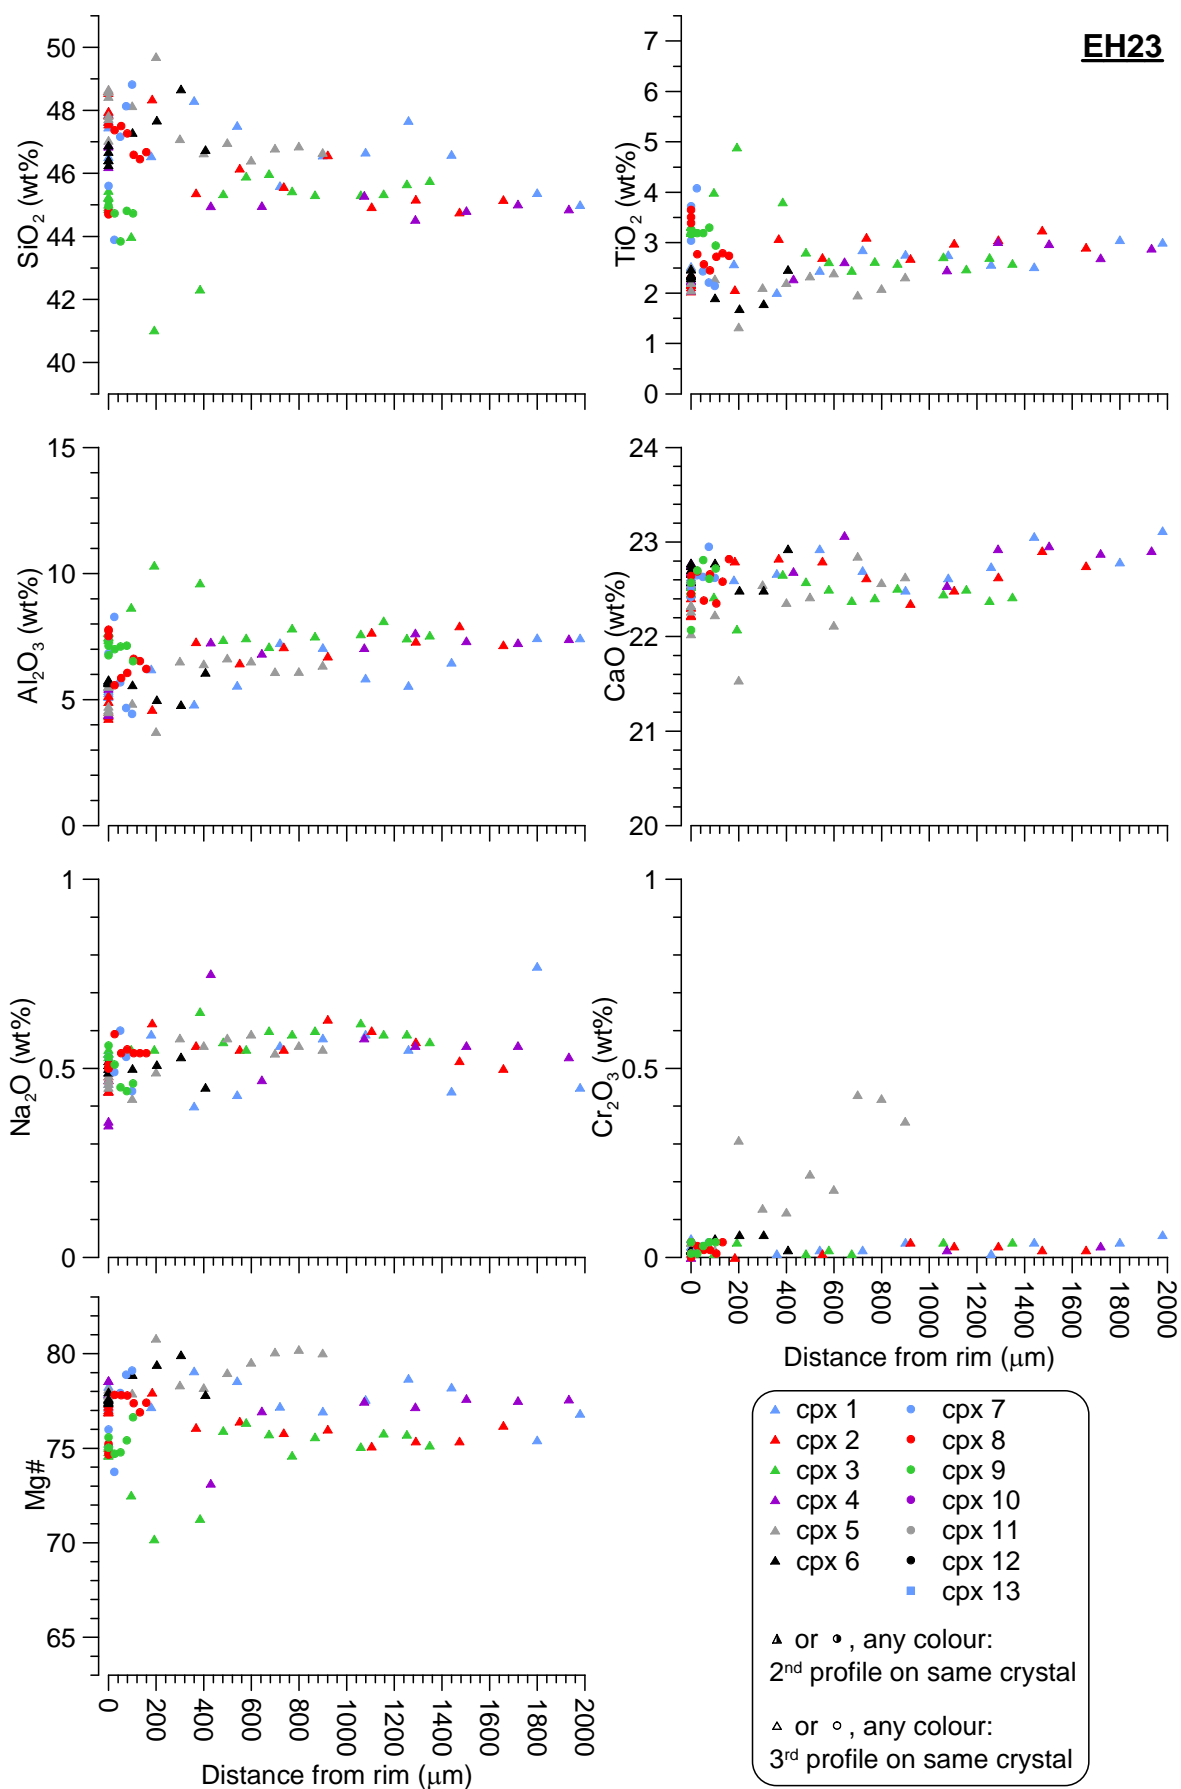 EH23
50
48
46
44
42
40
SiO₂ (wt%)
7
6
5
4
3
2
1
0
TiO₂ (wt%)
15
10
5
0
Al₂O₃ (wt%)
24
23
22
21
20
CaO (wt%)
1
0.5
0
Na₂O (wt%)
1
0.5
0
Cr₂O₃ (wt%)
0
200
400
600
800
1000
1200
1400
1600
1800
2000
Distance from rim (μm)
80
75
70
65
Mg#
0
200
400
600
800
1000
1200
1400
1600
1800
2000
Distance from rim (μm)
cpx 1 cpx 7
cpx 2 cpx 8
cpx 3 cpx 9
cpx 4 cpx 10
cpx 5 cpx 11
cpx 6 cpx 12
cpx 13
or , any colour:
2ⁿᵈ profile on same crystal
or , any colour:
3ʳᵈ profile on same crystal